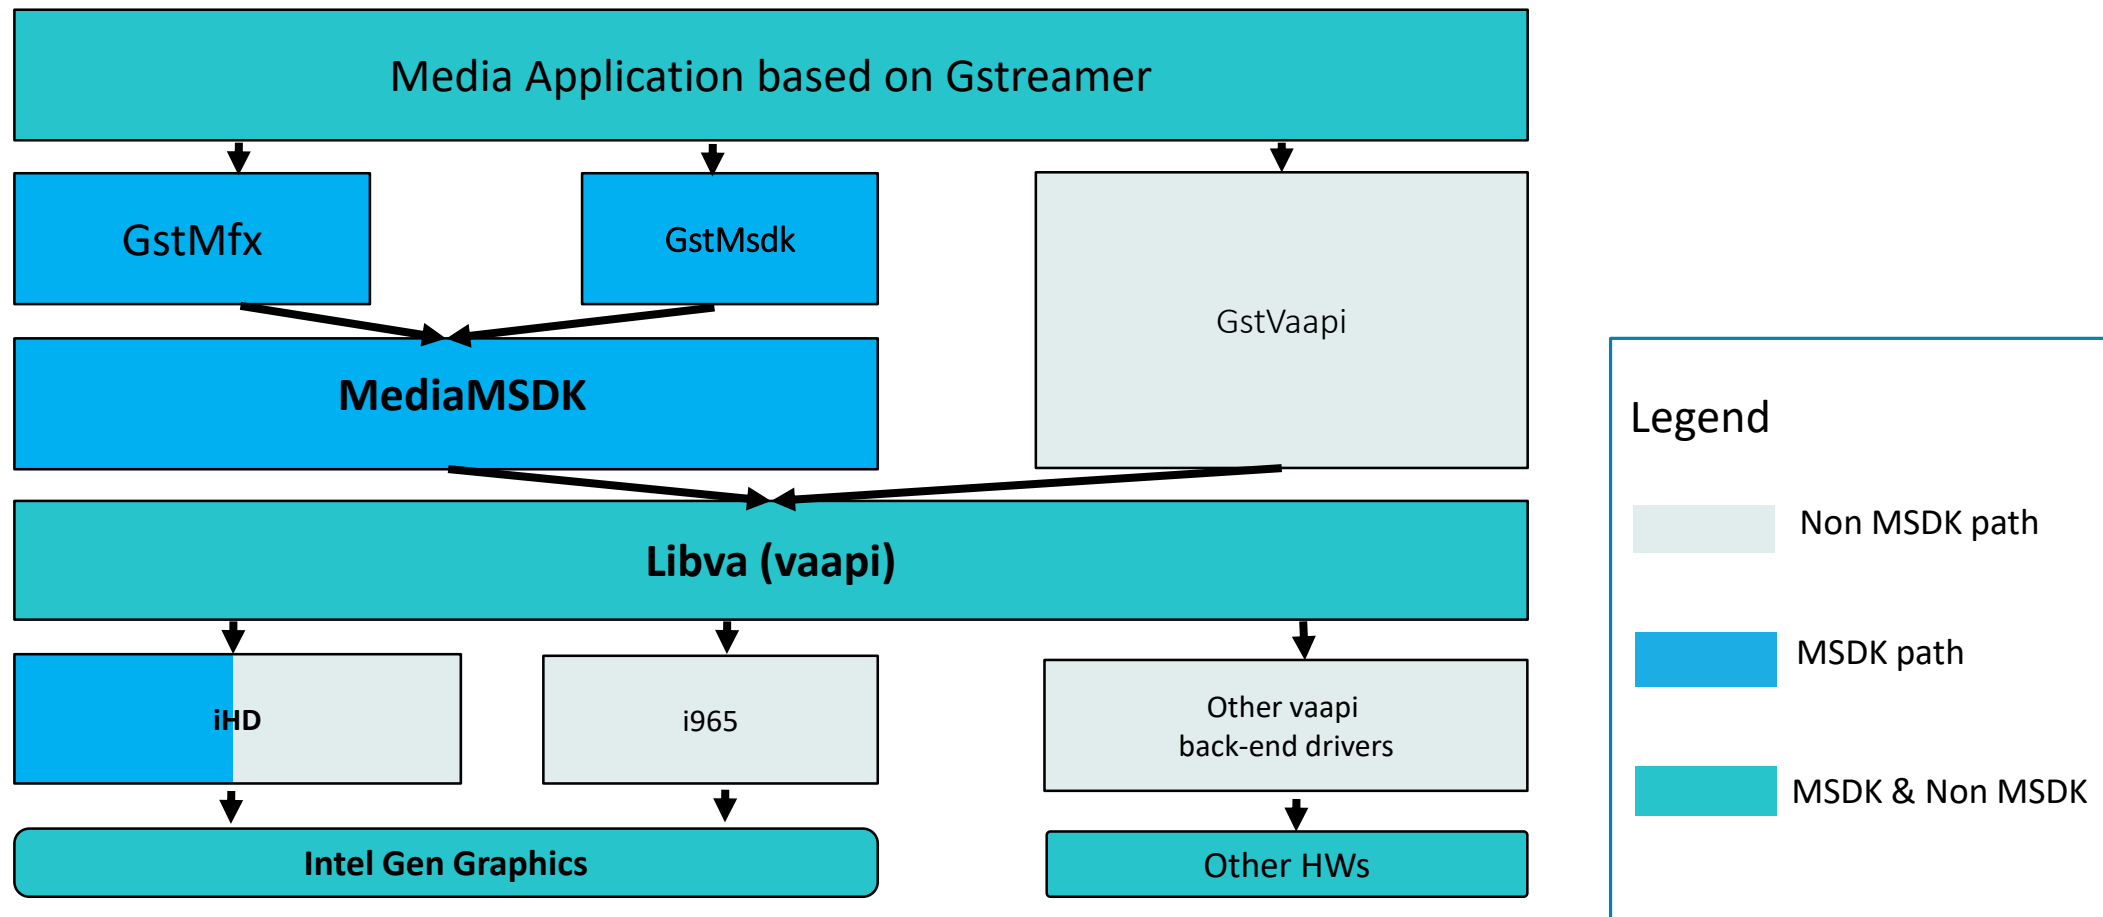 Media Application based on Gstreamer
GstMfx
GstMsdk
GstVaapi
MediaMSDK
Libva (vaapi)
iHD
i965
Other vaapi
back-end drivers
Intel Gen Graphics
Other HWs
Legend
Non MSDK path
MSDK path
MSDK & Non MSDK